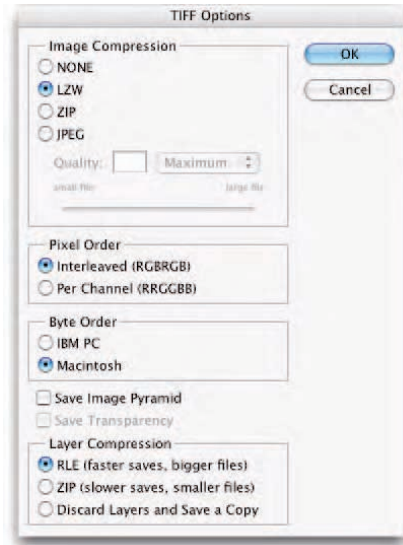 TIFF Options
Image Compression
NONE
LZW
ZIP
JPEG
Quality:
Maximum
small file
large file
OK
Cancel
Pixel Order
Interleaved (RGBRGB)
Per Channel (RRGGBB)
Byte Order
IBM PC
Macintosh
Save Image Pyramid
Save Transparency
Layer Compression
RLE (faster saves, bigger files)
ZIP (slower saves, smaller files)
Discard Layers and Save a Copy